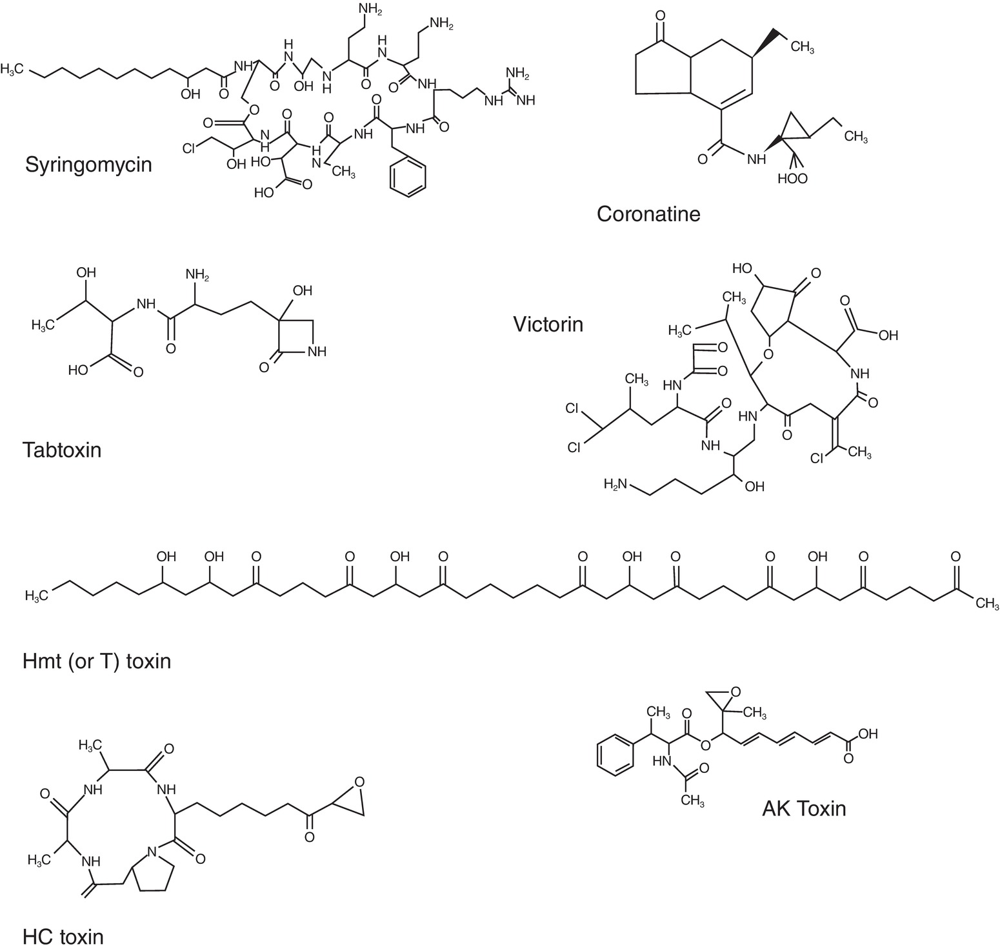 H₃C
OH
O
NH
O
H
N
OH
N
H
NH₂
O
H
N
NH₂
O
NH
NH
NH₂
NH
O
NH
O
NH
O
H
N
CH₃
O
HO
HO
O
N
H
O
O
Cl
OH
Syringomycin
O
CH₃
O
NH
CH₃
HOO
Coronatine
OH
H₃C
HO
O
NH
O
NH₂
OH
O
NH
Tabtoxin
Victorin
HO
O
CH₃
H₃C
O
OH
O
O
O
NH
CH₃
HN
Cl
O
HN
O
O
Cl
NH
Cl
CH₃
H₂N
OH
H₃C
OH
OH
O
O
OH
O
O
OH
O
O
OH
O
O
CH₃
Hmt (or T) toxin
H₃C
O
O
NH
NH
O
O
H₃C
NH
N
O
HC toxin
O
CH₃
O
CH₃
O
OH
O
HN
O
CH₃
AK Toxin